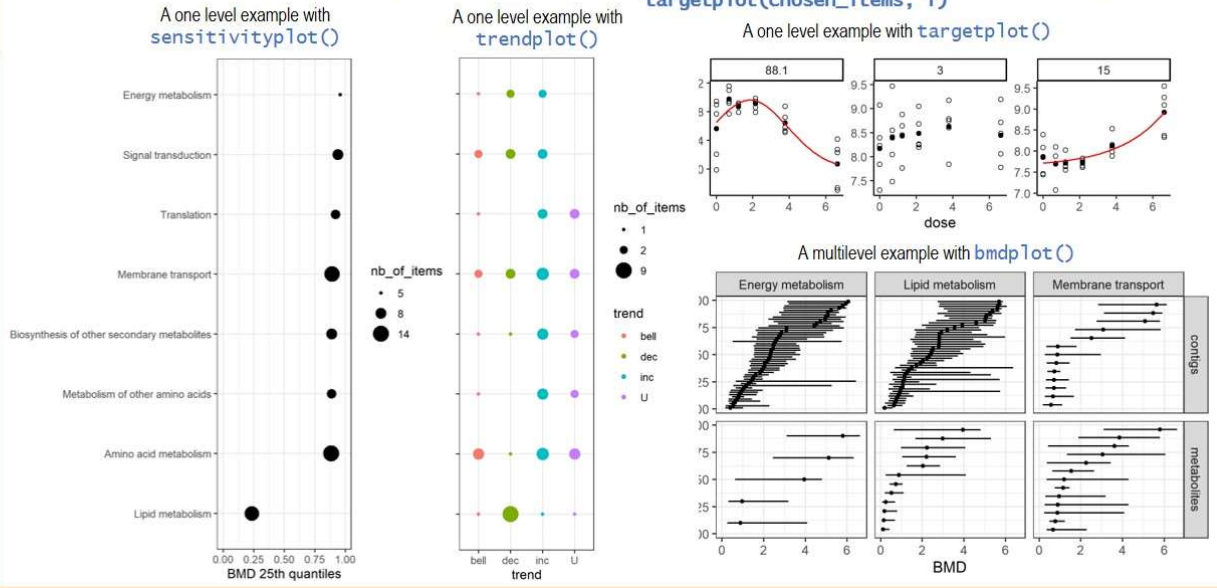 A one level example with
sensitivityplot()
Energy metabolism
Signal transduction
Translation
Membrane transport
Biosynthesis of other secondary metabolites
Metabolism of other amino acids
Amino acid metabolism
Lipid metabolism
0.00 0.25 0.50 0.75 1.00
BMD 25th quantiles
nb_of_items
5
8
14
A one level example with
trendplot()
bell dec inc U
trend
nb_of_items
1
2
9
trend
bell
dec
inc
U
targetplot(chosen_items, f)
A one level example with targetplot()
88.1
3
15
9.5
9.0
8.5
8.0
7.5
9.5
9.0
8.5
8.0
7.5
7.0
0 2 4 6
0 2 4 6
0 2 4 6
dose
A multilevel example with bmdplot()
Energy metabolism
Lipid metabolism
Membrane transport
contigs
metabolites
0 2 4 6
0 2 4 6
0 2 4 6
BMD